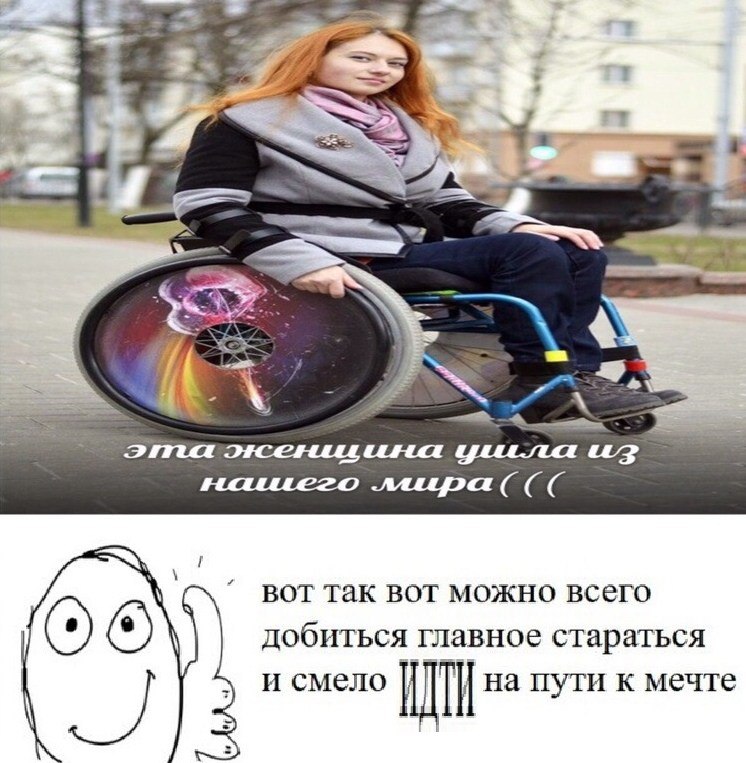 эта женщина ушла из
нашего мира(((
вот так вот можно всего
добиться главное стараться
и смело ИДТИ на пути к мечте